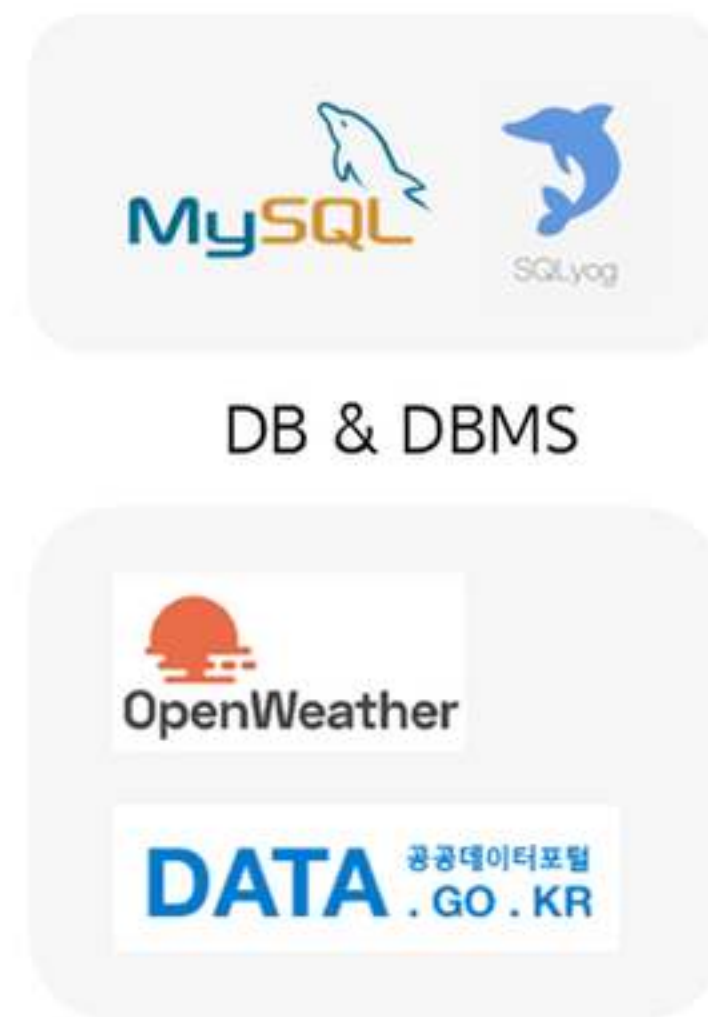 MySQL
SQLyog
DB & DBMS
OpenWeather
DATA 공공데이터포털
. GO . KR